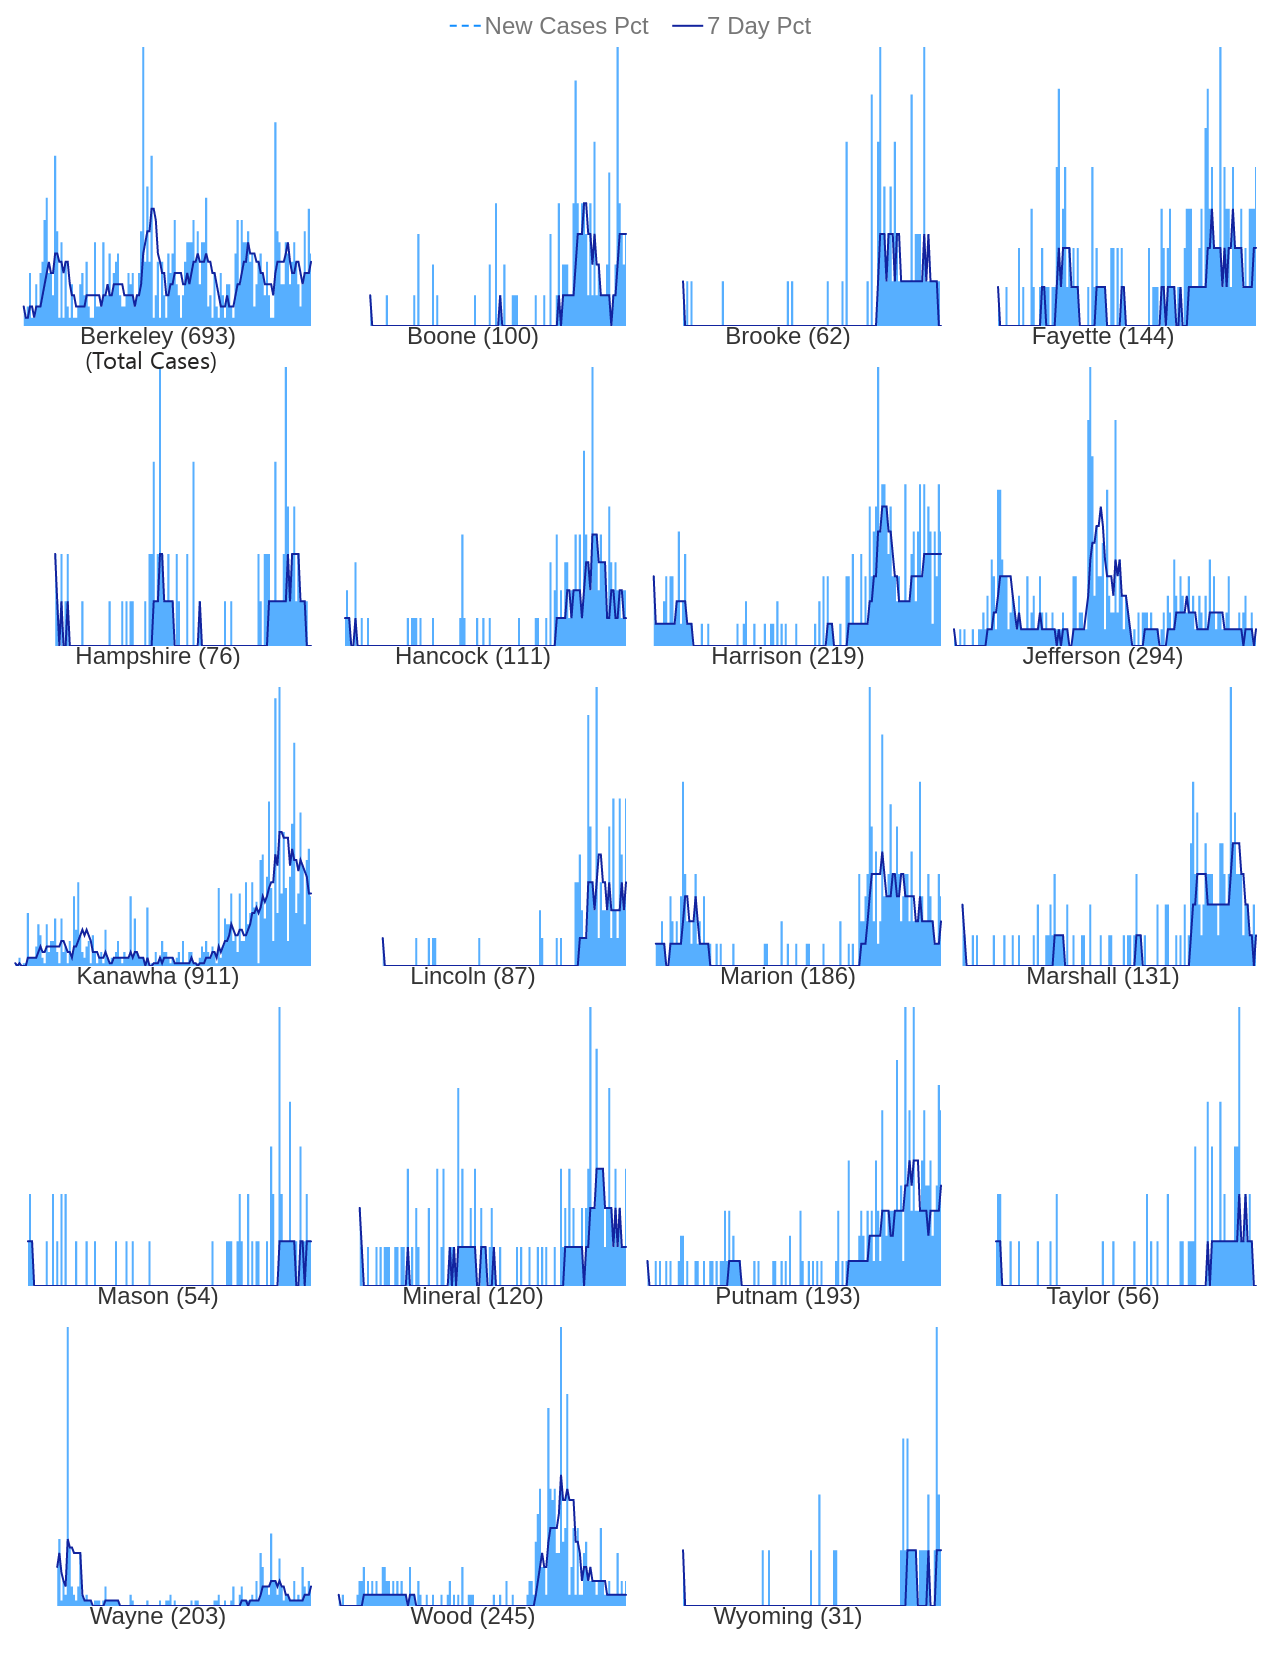 New Cases Pct 7 Day Pct
Berkeley (693) Boone (100) Brooke (62) Fayette (144)
(Total Cases)
Hampshire (76) Hancock (111) Harrison (219) Jefferson (294)
Kanawha (911) Lincoln (87) Marion (186) Marshall (131)
Mason (54) Mineral (120) Putnam (193) Taylor (56)
Wayne (203) Wood (245) Wyoming (31)